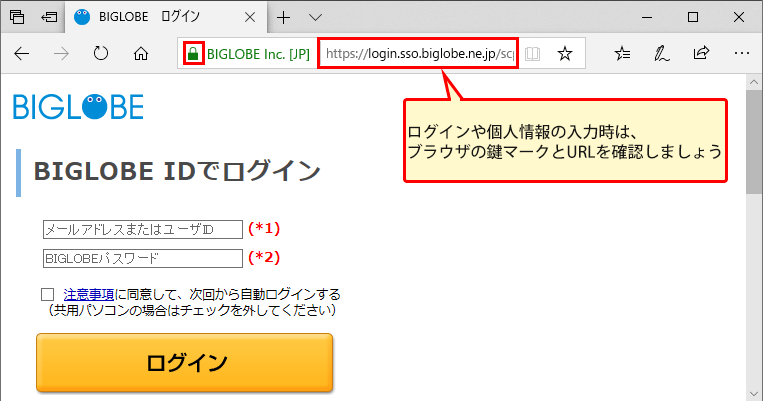 BIGLOBE ログイン
BIGLOBE Inc. [JP] https://login.sso.biglobe.ne.jp/scp
BIGLOBE
ログインや個人情報の入力時は、
ブラウザの鍵マークとURLを確認しましょう
BIGLOBE IDでログイン
メールアドレスまたはユーザID (*1)
BIGLOBEパスワード (*2)
注意事項に同意して、次回から自動ログインする
（共用パソコンの場合はチェックを外してください）
ログイン